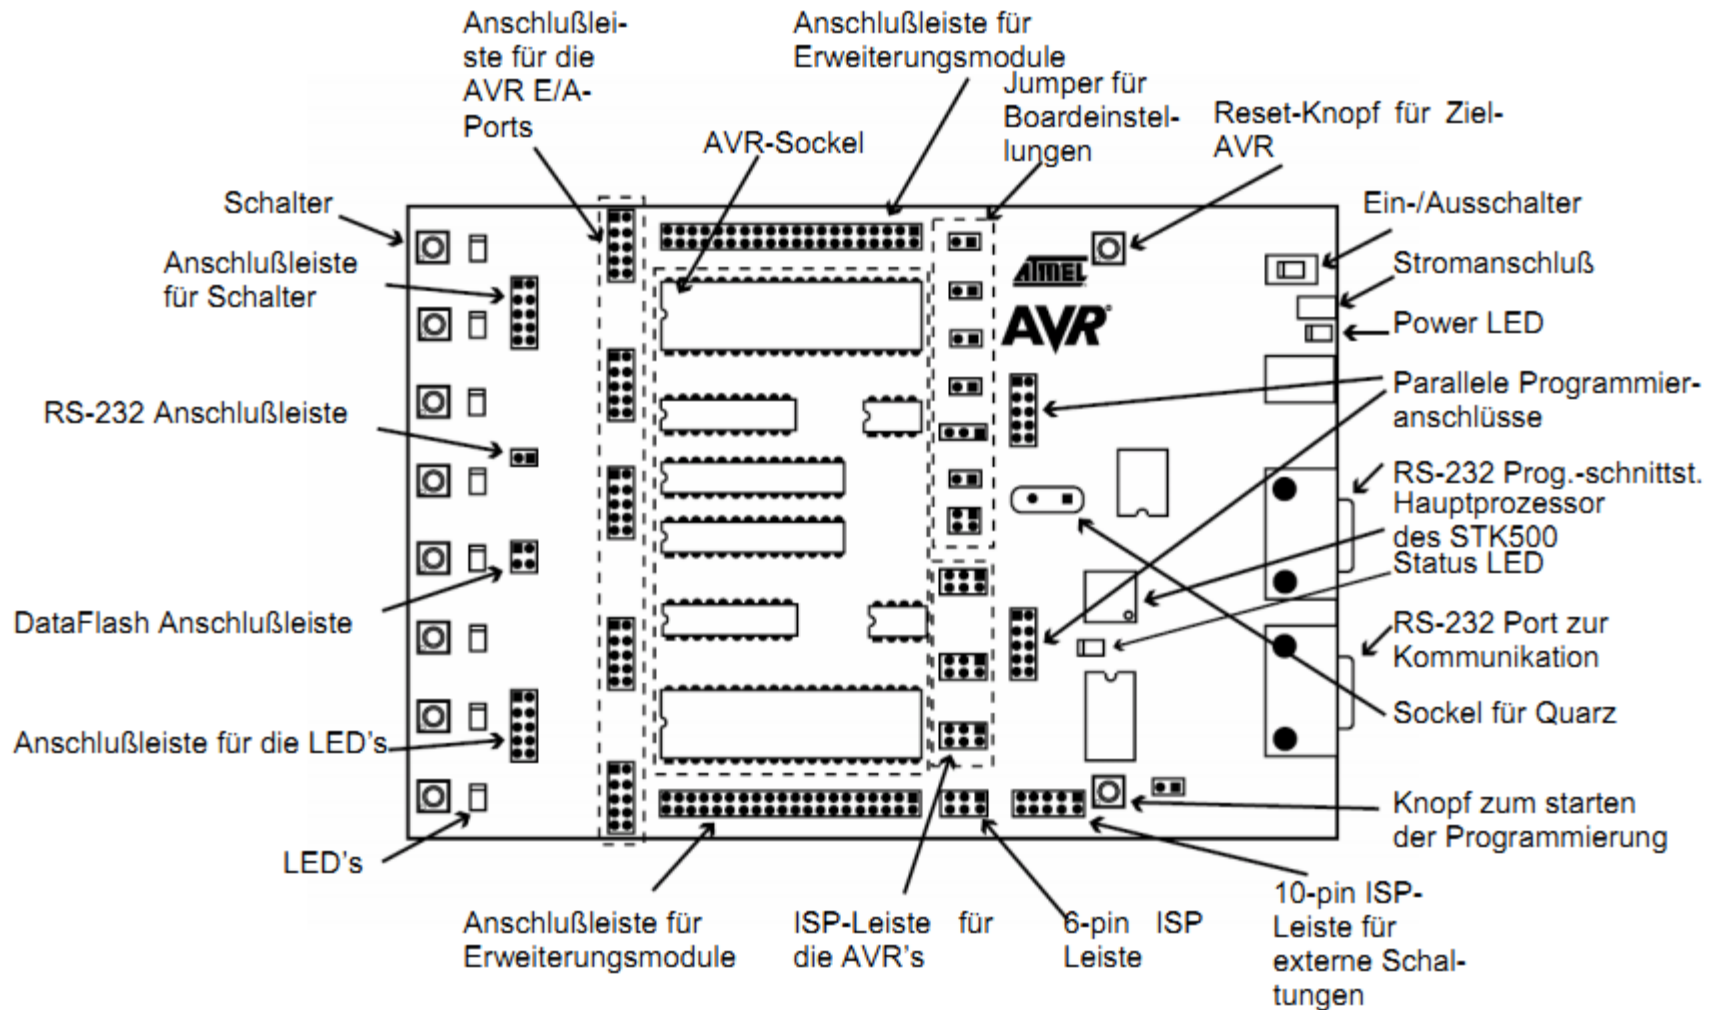 Anschlußlei-
ste für die
AVR E/A-
Ports
Anschlußleiste für
Erweiterungsmodule
Jumper für
Boardeinstel-
lungen
Reset-Knopf für Ziel-
AVR
AVR-Sockel
Schalter
Ein-/Ausschalter
Anschlußleiste
für Schalter
Stromanschluß
ATMEL
AVR®
Power LED
Parallele Programmier-
anschlüsse
RS-232 Anschlußleiste
RS-232 Prog.-schnittst.
Hauptprozessor
des STK500
Status LED
DataFlash Anschlußleiste
RS-232 Port zur
Kommunikation
Sockel für Quarz
Anschlußleiste für die LED's
Knopf zum starten
der Programmierung
LED's
Anschlußleiste für
Erweiterungsmodule
ISP-Leiste für
die AVR's
6-pin ISP
Leiste
10-pin ISP-
Leiste für
externe Schal-
tungen